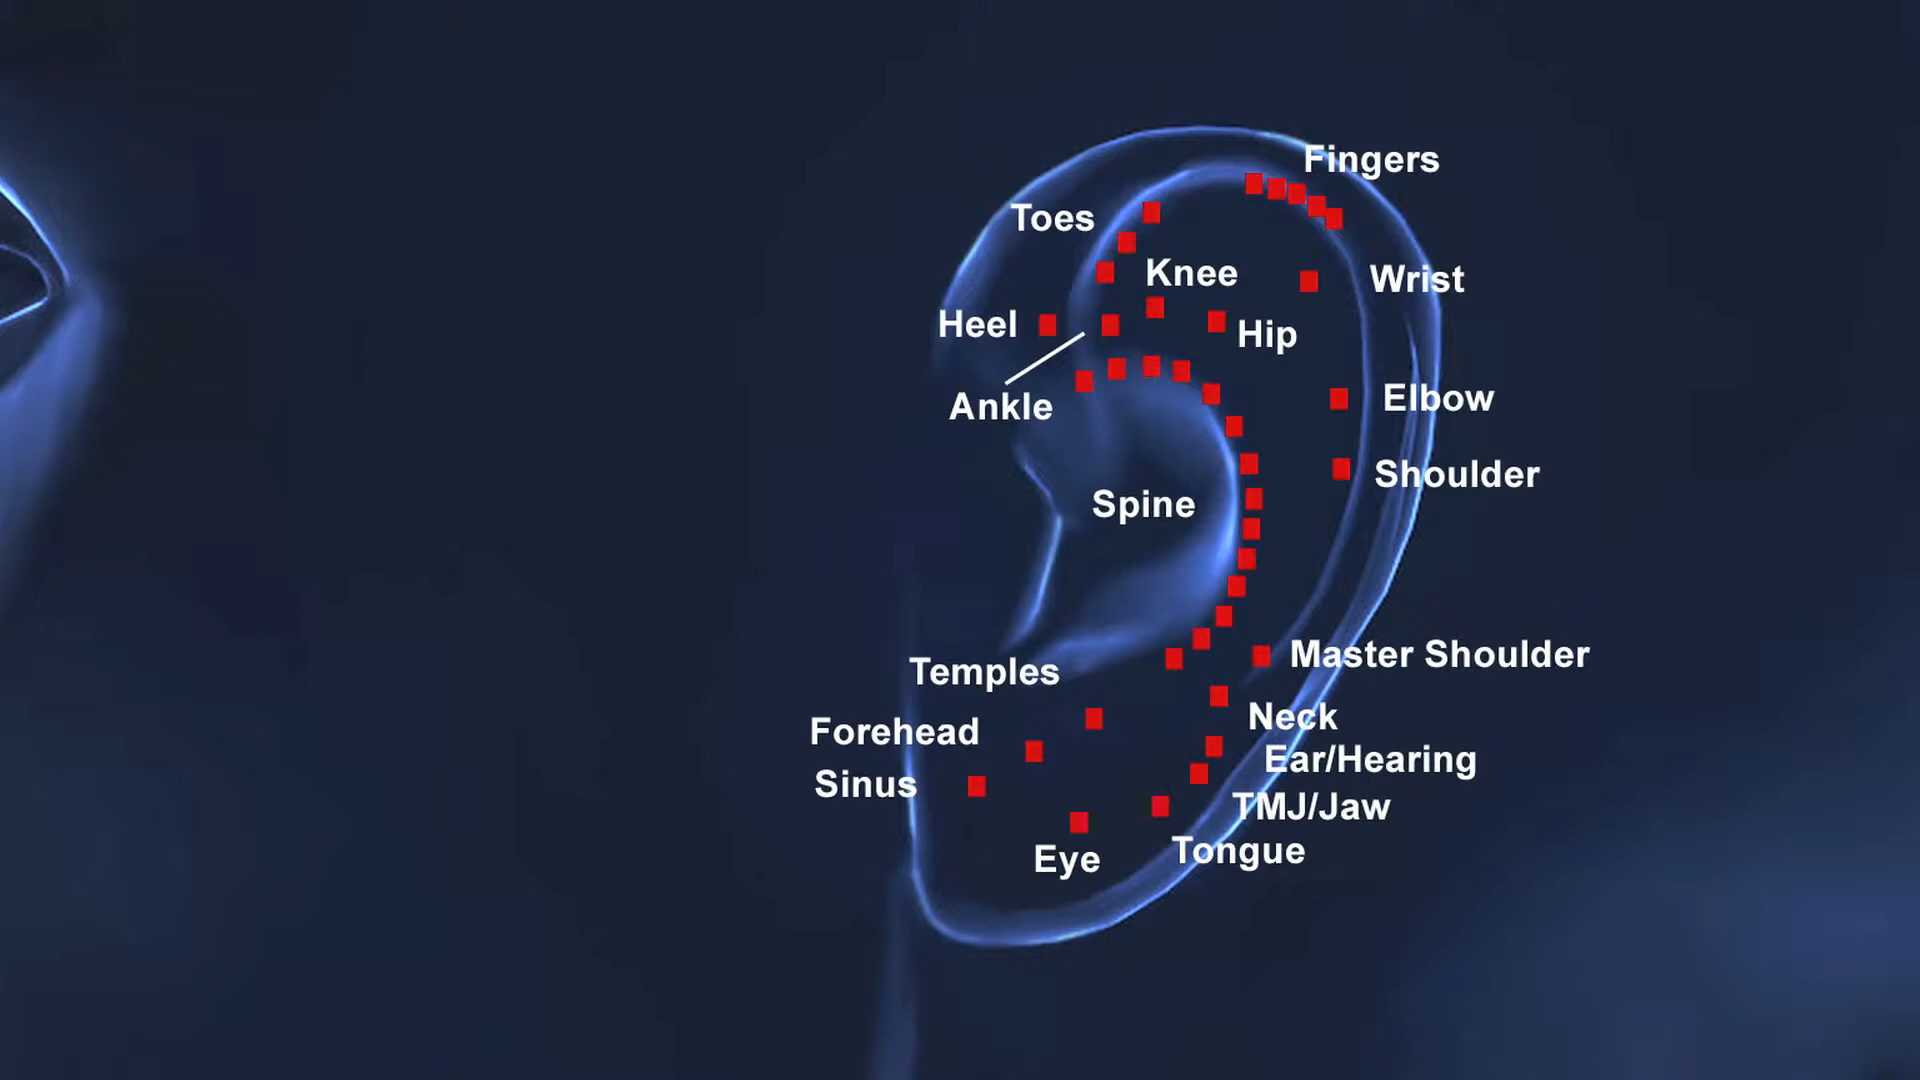 Fingers
Toes
Knee
Wrist
Heel
Hip
Ankle
Elbow
Shoulder
Spine
Master Shoulder
Temples
Neck
Forehead
Ear/Hearing
Sinus
TMJ/Jaw
Tongue
Eye